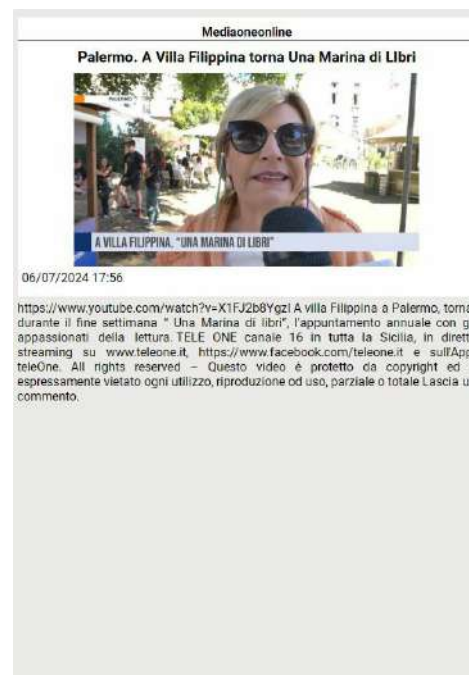 Mediaoneonline
Palermo. A Villa Filippina torna Una Marina di LIbri
PALERMO
A VILLA FILIPPINA, "UNA MARINA DI LIBRI"
06/07/2024 17:56
https://www.youtube.com/watch?v=X1FJ2b8YgzI A villa Filippina a Palermo, torna
durante il fine settimana " Una Marina di libri", l'appuntamento annuale con g
appassionati della lettura. TELE ONE canale 16 in tutta la Sicilia, in dirett
streaming su www.teleone.it, https://www.facebook.com/teleone.it e sull'App
teleOne. All rights reserved – Questo video è protetto da copyright ed
espressamente vietato ogni utilizzo, riproduzione od uso, parziale o totale Lascia u
commento.